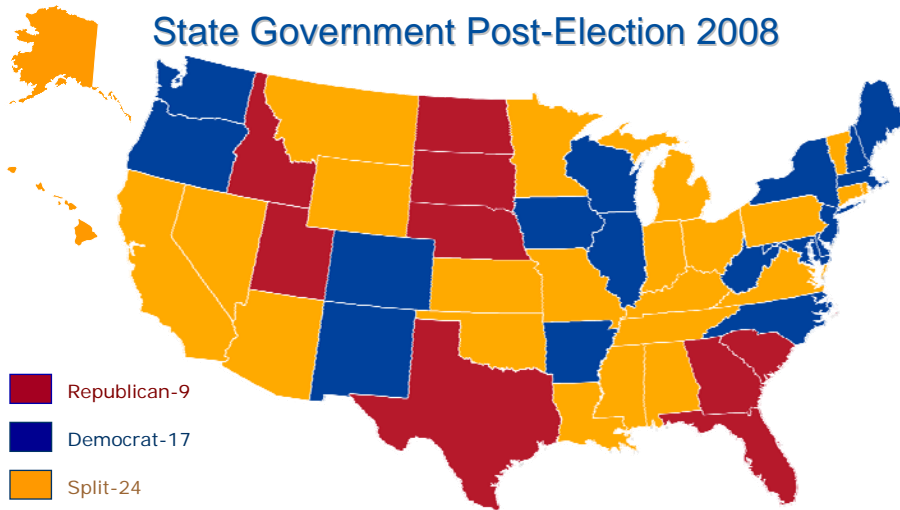 State Government Post-Election 2008
Republican-9
Democrat-17
Split-24